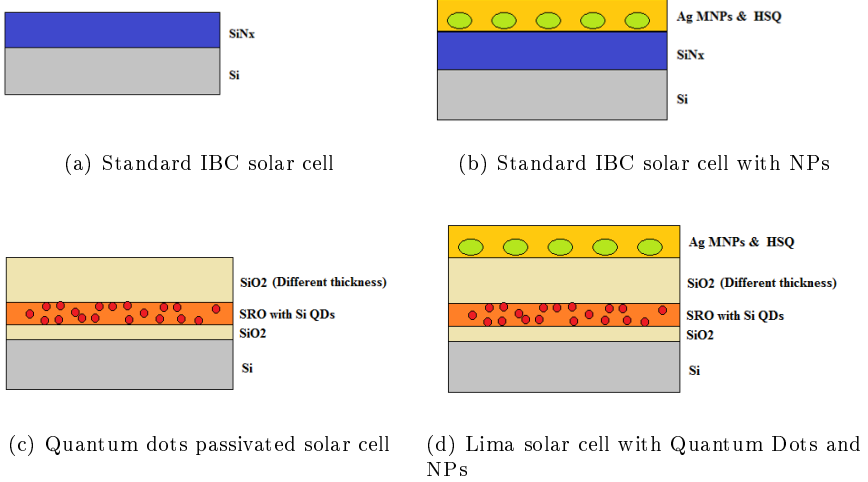 SiNx
Si
(a) Standard IBC solar cell
Ag MNPs & HSQ
SiNx
Si
(b) Standard IBC solar cell with NPs
SiO2 (Different thickness)
SRO with Si QDs
SiO2
Si
(c) Quantum dots passivated solar cell
Ag MNPs & HSQ
SiO2 (Different thickness)
SRO with Si QDs
SiO2
Si
(d) Lima solar cell with Quantum Dots and
NPs